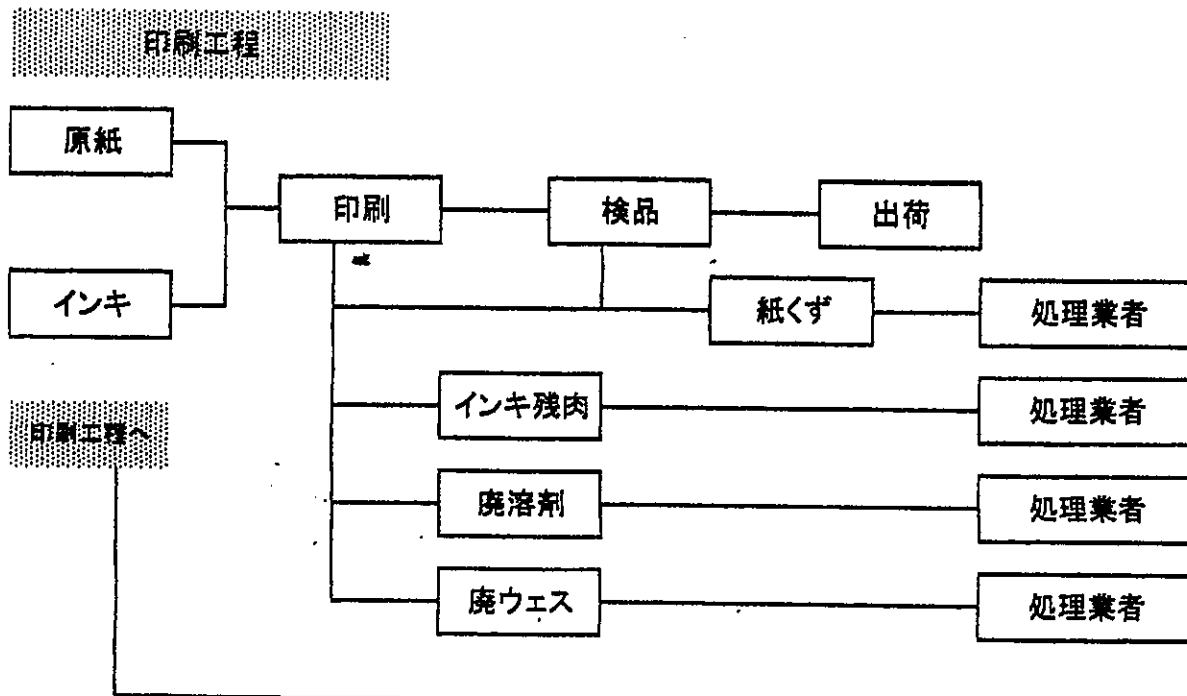 印刷工程
原紙
印刷
検品
出荷
インキ
紙くず
処理業者
インキ残肉
処理業者
印刷工程へ
廃溶剤
処理業者
廃ウェス
処理業者